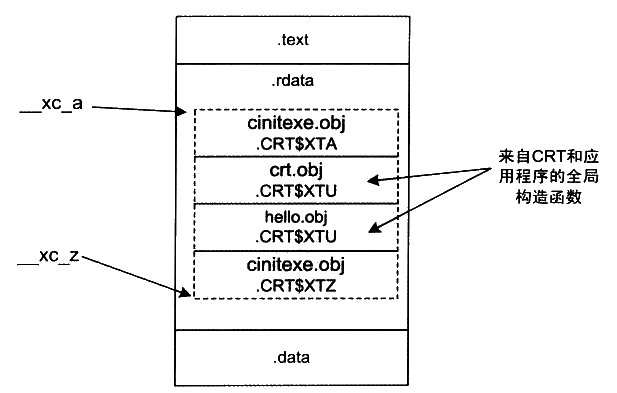 .text
.rdata
__xc_a
cinitexe.obj
.CRT$XTA
crt.obj
.CRT$XTU
hello.obj
.CRT$XTU
cinitexe.obj
.CRT$XTZ
__xc_z
来自CRT和应
用程序的全局
构造函数
.data